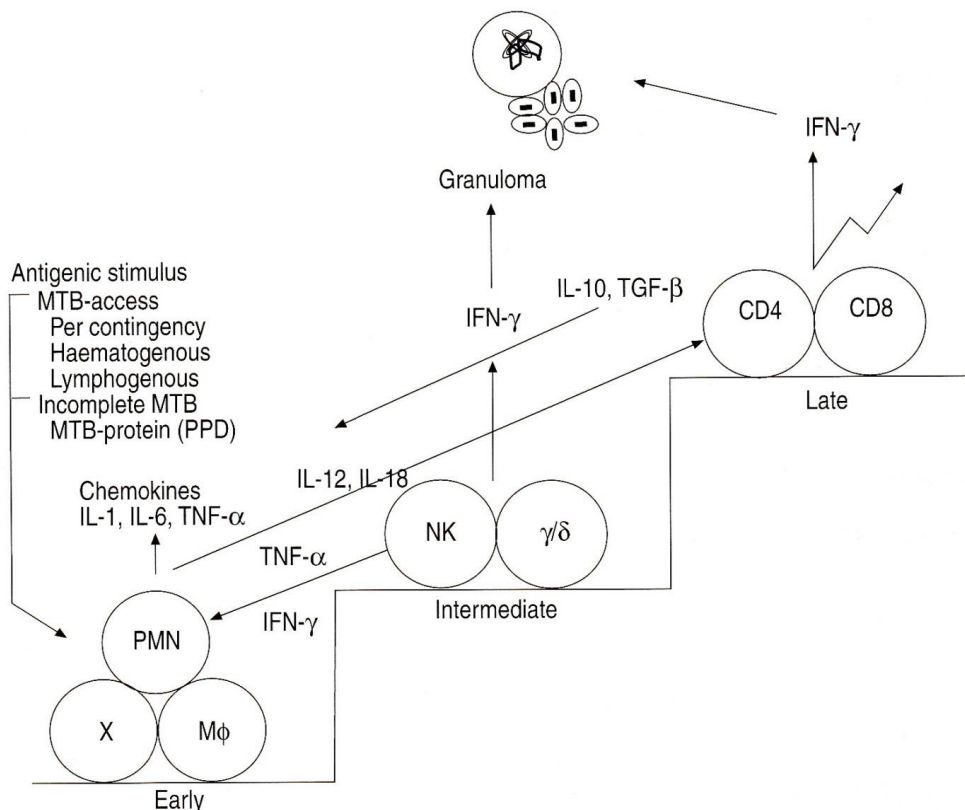 IFN-γ
Granuloma
Antigenic stimulus
MTB-access
Per contingency
Haematogenous
Lymphogenous
Incomplete MTB
MTB-protein (PPD)
IL-10, TGF-β
IFN-γ
CD4
CD8
Late
Chemokines
IL-1, IL-6, TNF-α
IL-12, IL-18
NK
γ/δ
TNF-α
Intermediate
IFN-γ
PMN
X
Mϕ
Early